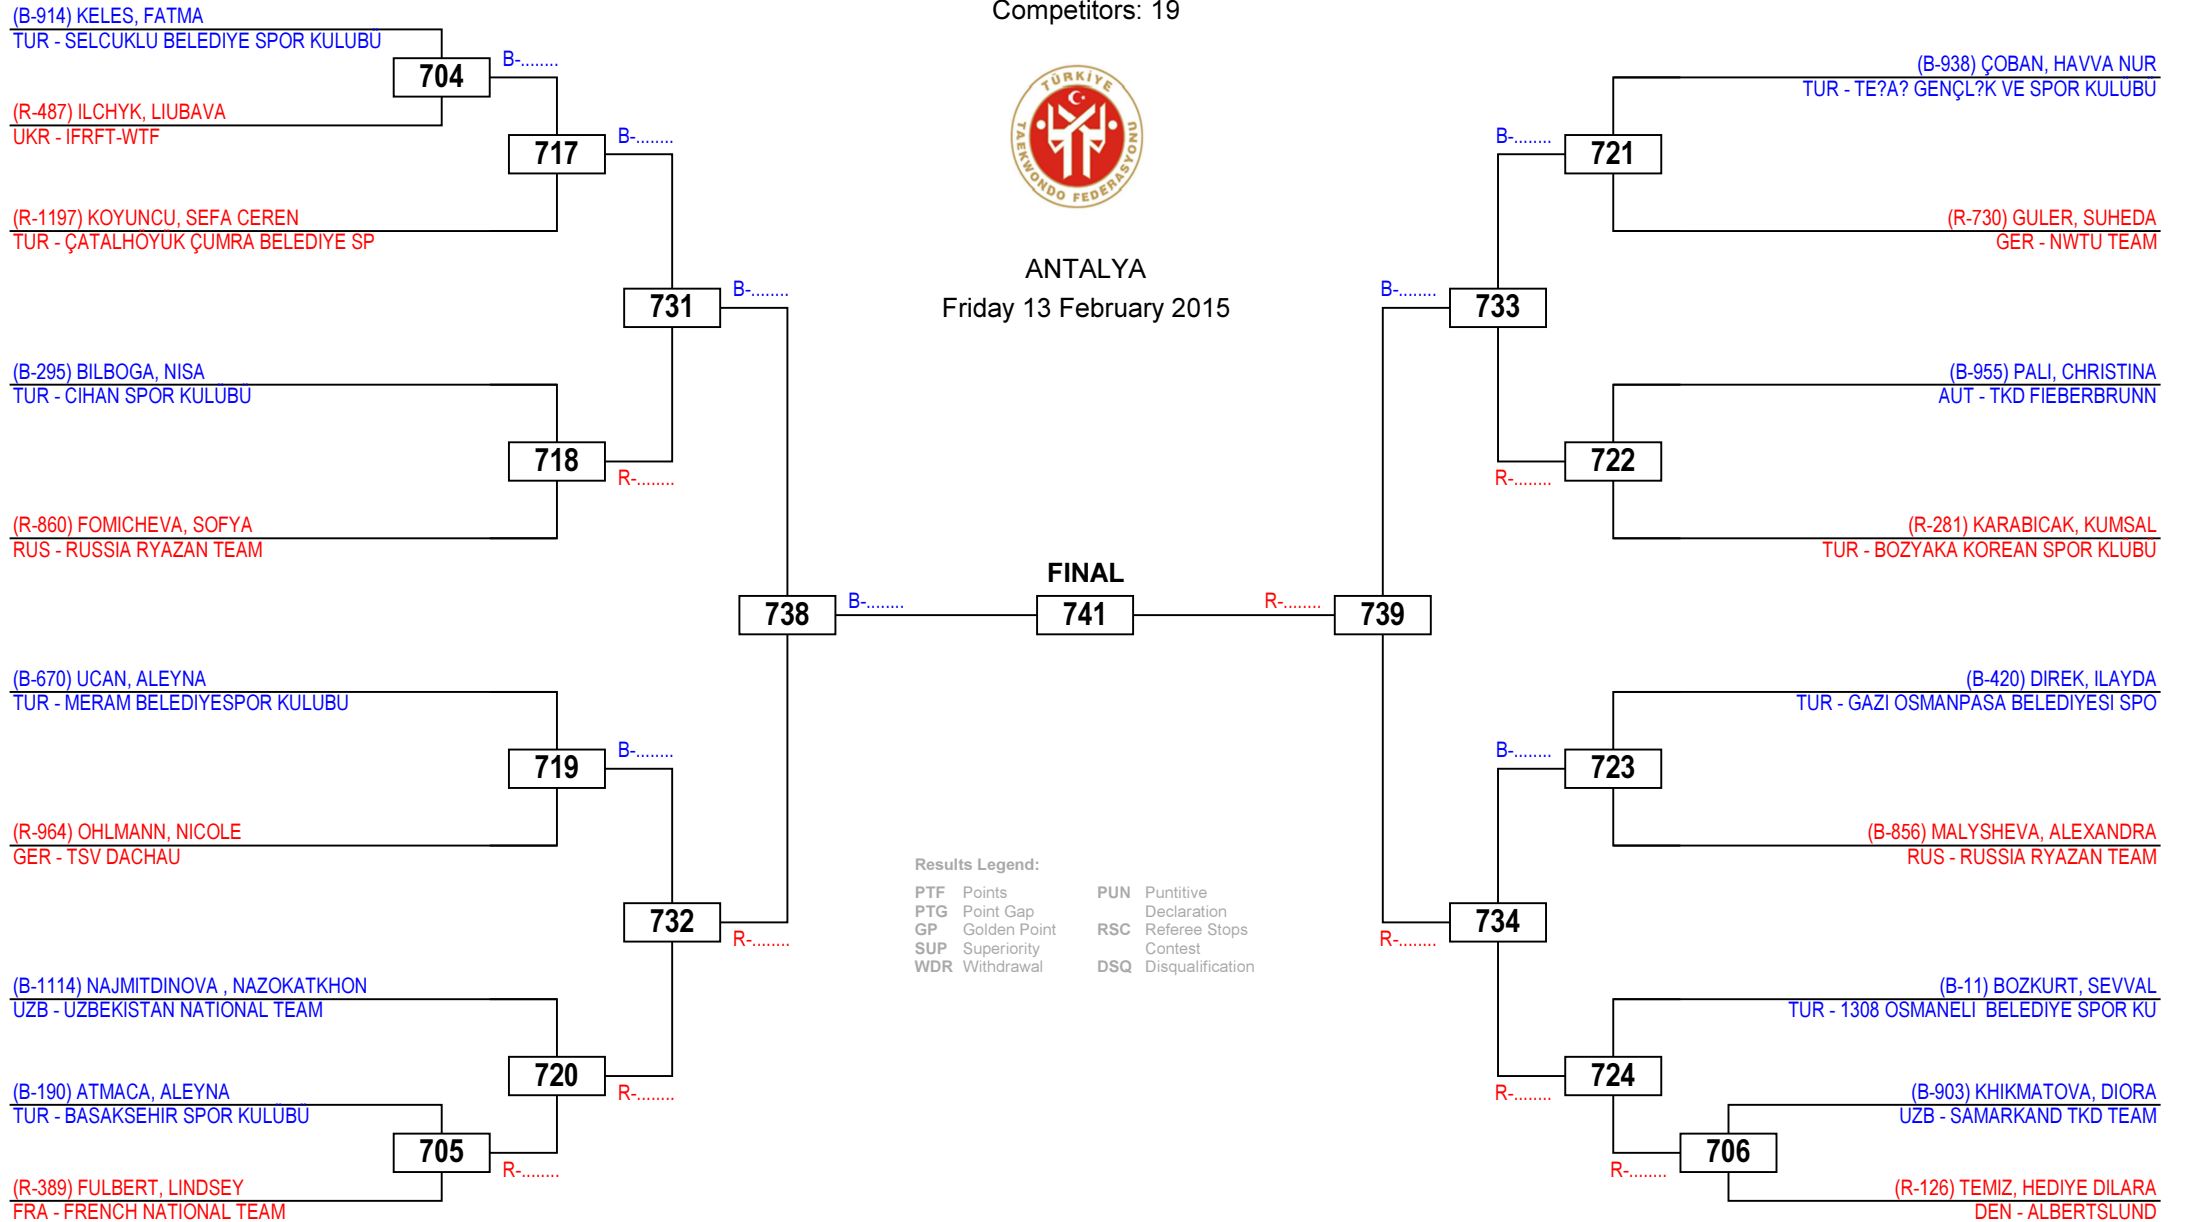 Competitors: 19
TÜRKİYE
TAEKWONDO FEDERASYONU
ANTALYA
Friday 13 February 2015
(B-914) KELES, FATMA
TUR - SELCUKLU BELEDIYE SPOR KULUBÜ
704
B-........
(R-487) ILCHYK, LIUBAVA
UKR - IFRFT-WTF
717
B-........
(R-1197) KOYUNCU, SEFA CEREN
TUR - ÇATALHÖYÜK ÇUMRA BELEDIYE SP
731
B-........
(B-295) BILBOGA, NISA
TUR - CIHAN SPOR KULÜBÜ
718
R-........
(R-860) FOMICHEVA, SOFYA
RUS - RUSSIA RYAZAN TEAM
738
B-........
(B-670) UCAN, ALEYNA
TUR - MERAM BELEDIYESPOR KULUBU
719
B-........
(R-964) OHLMANN, NICOLE
GER - TSV DACHAU
732
R-........
(B-1114) NAJMITDINOVA , NAZOKATKHON
UZB - UZBEKISTAN NATIONAL TEAM
720
R-........
(B-190) ATMACA, ALEYNA
TUR - BASAKSEHIR SPOR KULÜBÜ
705
R-........
(R-389) FULBERT, LINDSEY
FRA - FRENCH NATIONAL TEAM
FINAL
741
Results Legend:
PTF Points
PTG Point Gap
GP Golden Point
SUP Superiority
WDR Withdrawal
PUN Puntitive
Declaration
RSC Referee Stops
Contest
DSQ Disqualification
(B-938) ÇOBAN, HAVVA NUR
TUR - TE?A? GENÇL?K VE SPOR KULÜBÜ
B-........
721
(R-730) GULER, SUHEDA
GER - NWTU TEAM
B-........
733
(B-955) PALI, CHRISTINA
AUT - TKD FIEBERBRUNN
R-........
722
(R-281) KARABICAK, KUMSAL
TUR - BOZYAKA KOREAN SPOR KLÜBÜ
R-........
739
(B-420) DIREK, ILAYDA
TUR - GAZI OSMANPASA BELEDIYESI SPO
B-........
723
(B-856) MALYSHEVA, ALEXANDRA
RUS - RUSSIA RYAZAN TEAM
R-........
734
(B-11) BOZKURT, SEVVAL
TUR - 1308 OSMANELI  BELEDIYE SPOR KU
R-........
724
(B-903) KHIKMATOVA, DIORA
UZB - SAMARKAND TKD TEAM
R-........
706
(R-126) TEMIZ, HEDIYE DILARA
DEN - ALBERTSLUND